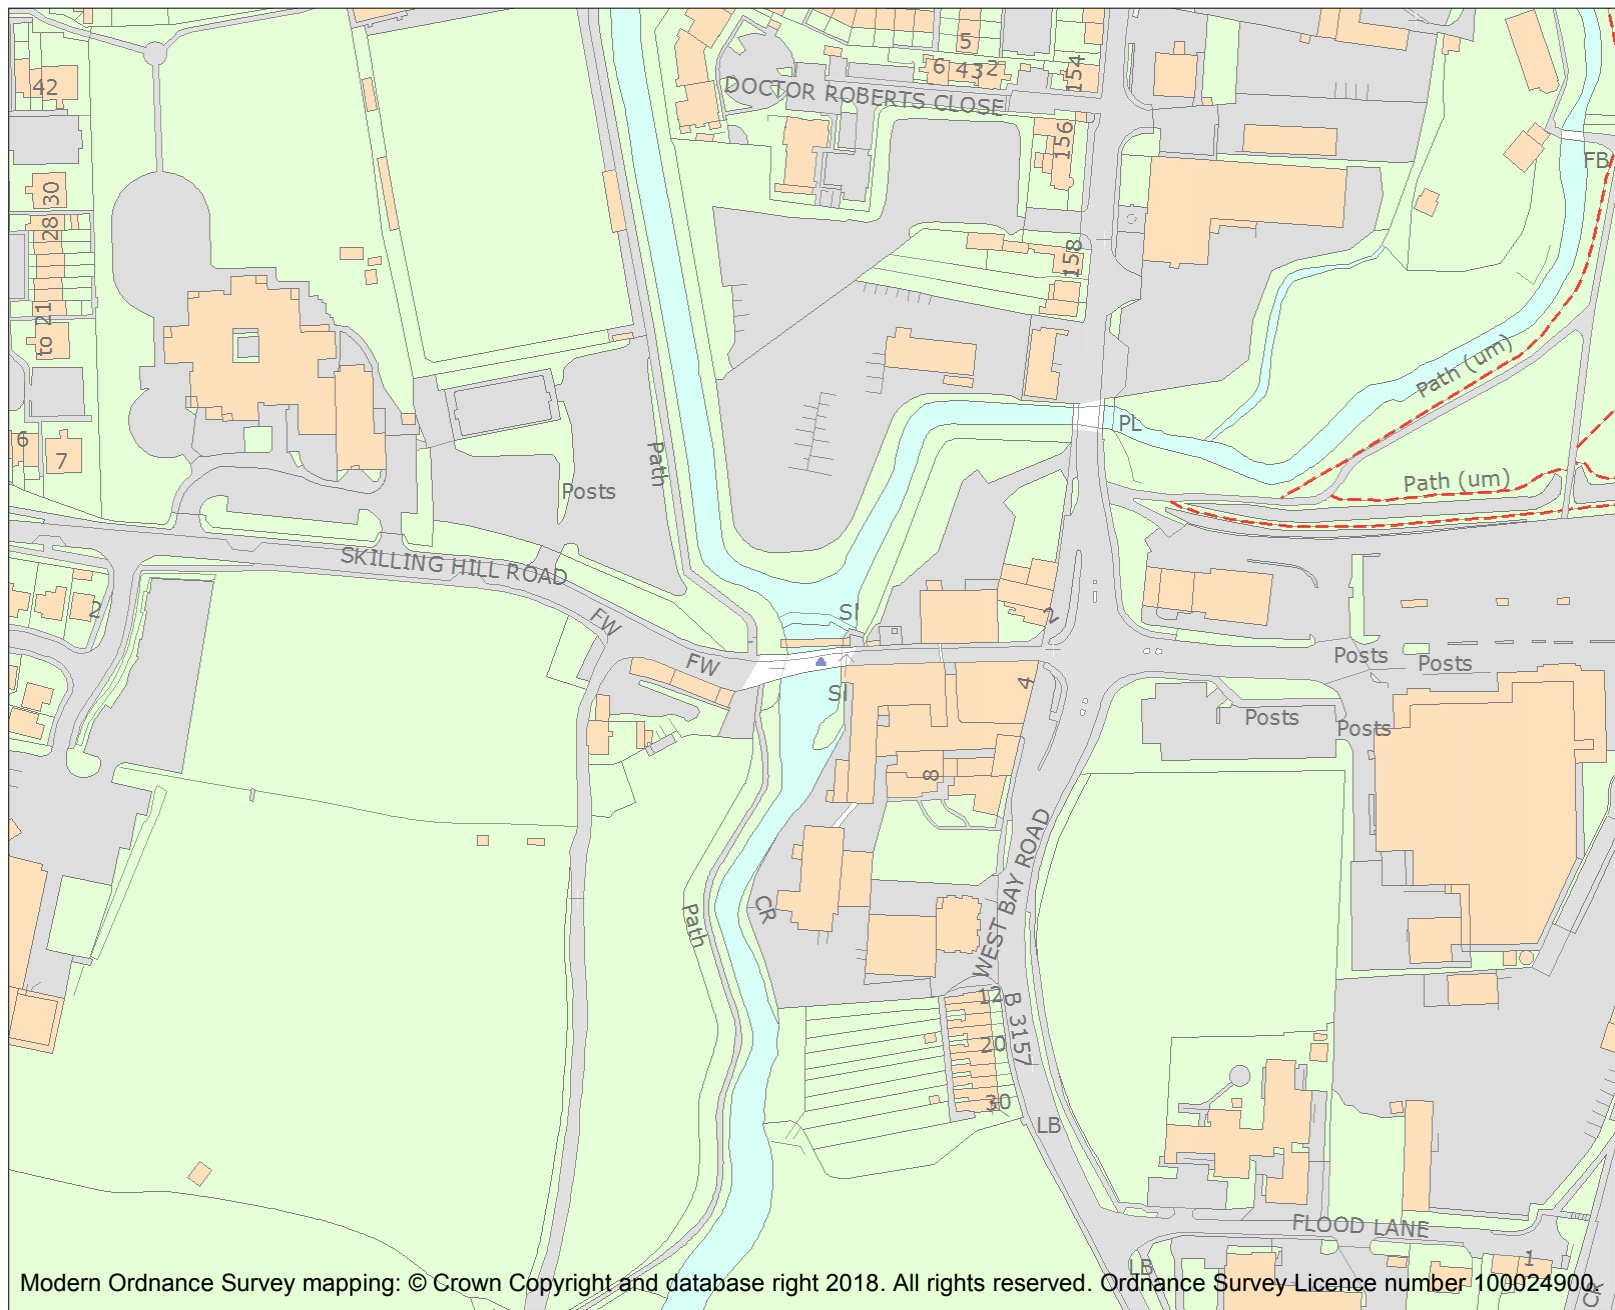 42
5
6 4 3 2
154
DOCTOR ROBERTS CLOSE
156
30
28
158
to 21
FB
Path (um)
6
7
PL
Path
Posts
Path (um)
SKILLING HILL ROAD
2
FW
FW
Sl
Sl
2
4
Posts
Posts
Posts
Posts
8
WEST BAY ROAD
CR
Path
12
B 3157
20
30
LB
FLOOD LANE
1
LB
CR
Modern Ordnance Survey mapping: © Crown Copyright and database right 2018. All rights reserved. Ordnance Survey Licence number 100024900.